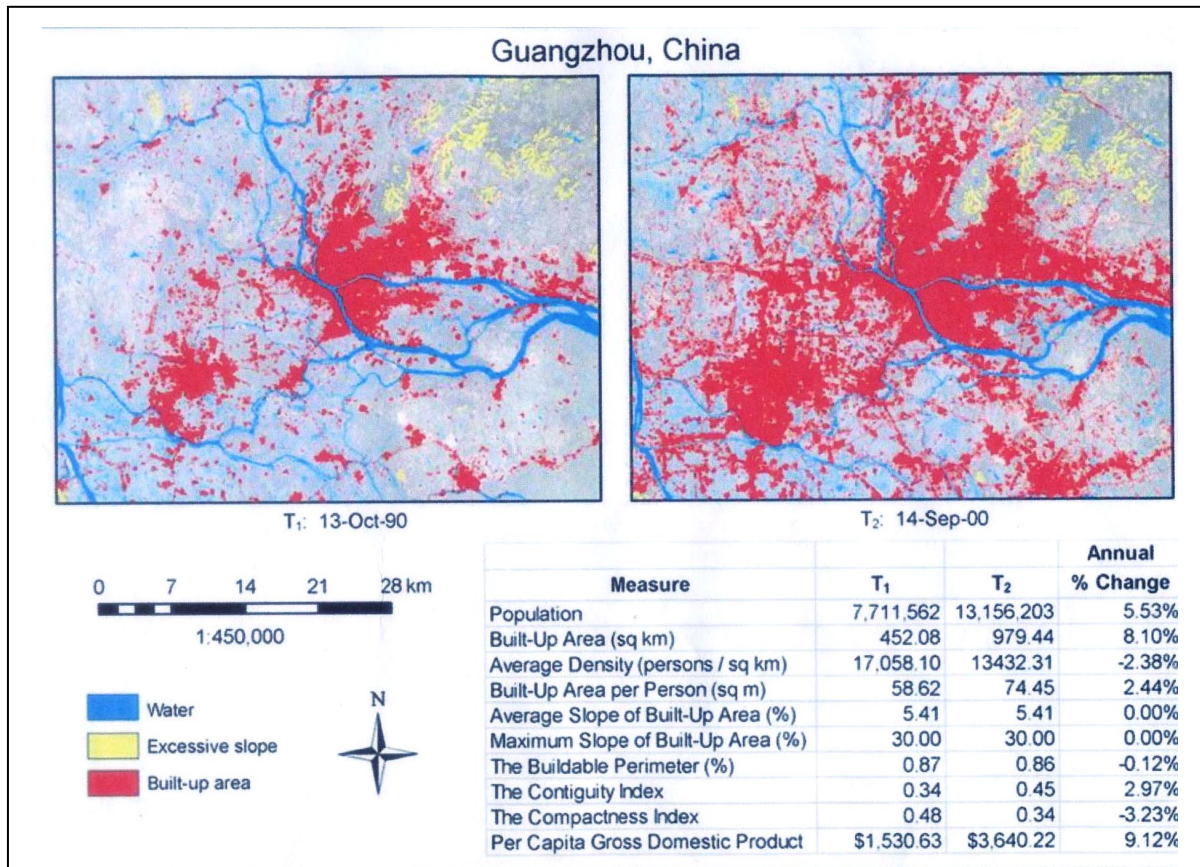 Guangzhou, China
T₁: 13-Oct-90
T₂: 14-Sep-00
0 7 14 21 28 km
1:450,000
Water
Excessive slope
Built-up area
N
Measure T₁ T₂ Annual % Change
Population 7,711,562 13,156,203 5.53%
Built-Up Area (sq km) 452.08 979.44 8.10%
Average Density (persons / sq km) 17,058.10 13432.31 -2.38%
Built-Up Area per Person (sq m) 58.62 74.45 2.44%
Average Slope of Built-Up Area (%) 5.41 5.41 0.00%
Maximum Slope of Built-Up Area (%) 30.00 30.00 0.00%
The Buildable Perimeter (%) 0.87 0.86 -0.12%
The Contiguity Index 0.34 0.45 2.97%
The Compactness Index 0.48 0.34 -3.23%
Per Capita Gross Domestic Product $1,530.63 $3,640.22 9.12%